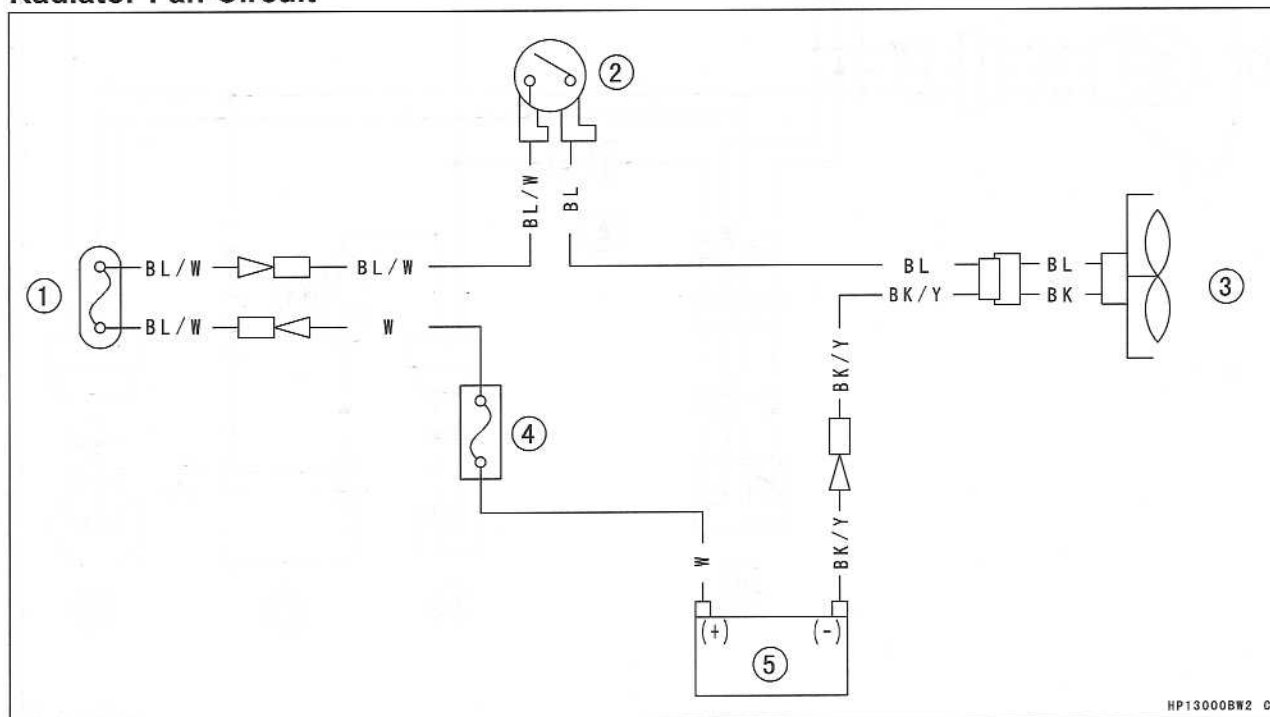 Radiator Fan Circuit
2
BL/W
BL
1
BL/W
BL/W
BL/W
W
BL
BL
BK/Y
BK
3
BK/Y
4
BK/Y
W
(+)
(-)
5
HP13000BW2 C